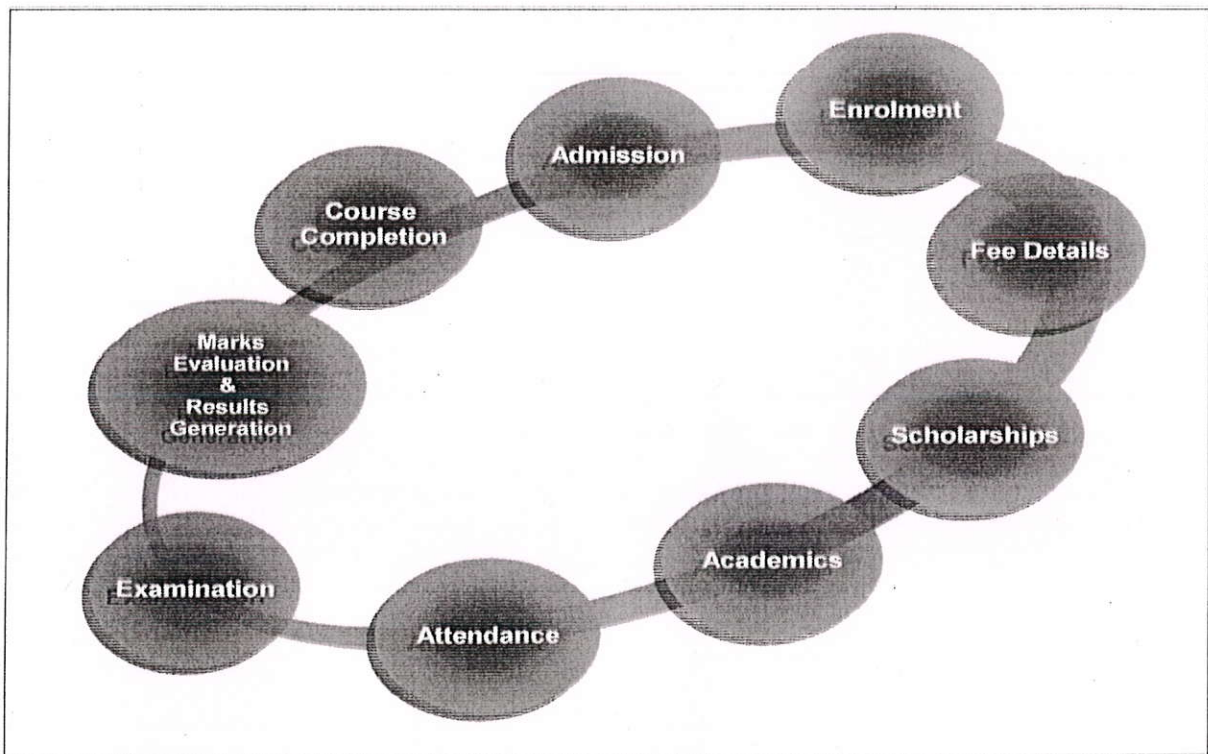 Enrolment
Admission
Course
Completion
Fee Details
Marks
Evaluation
&
Results
Generation
Scholarships
Academics
Examination
Attendance